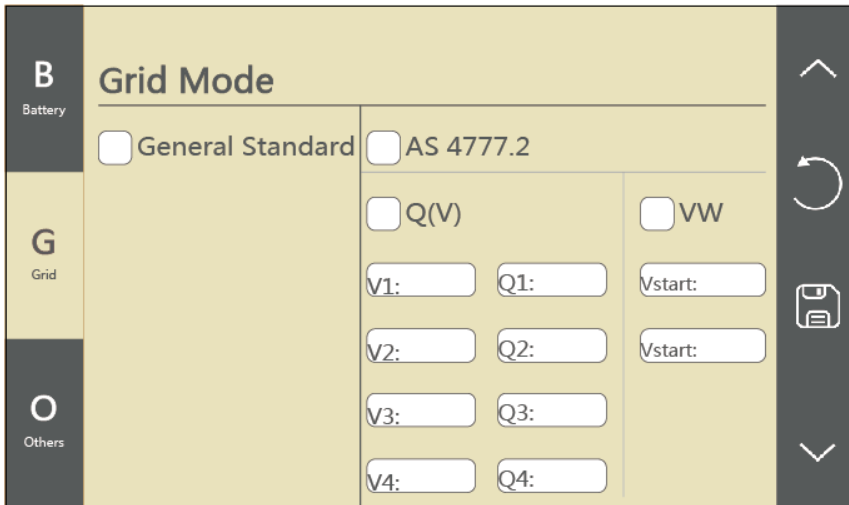 B
Battery
G
Grid
O
Others
Grid Mode
General Standard
AS 4777.2
Q(V)
VW
V1:
Q1:
Vstart:
V2:
Q2:
Vstart:
V3:
Q3:
V4:
Q4: